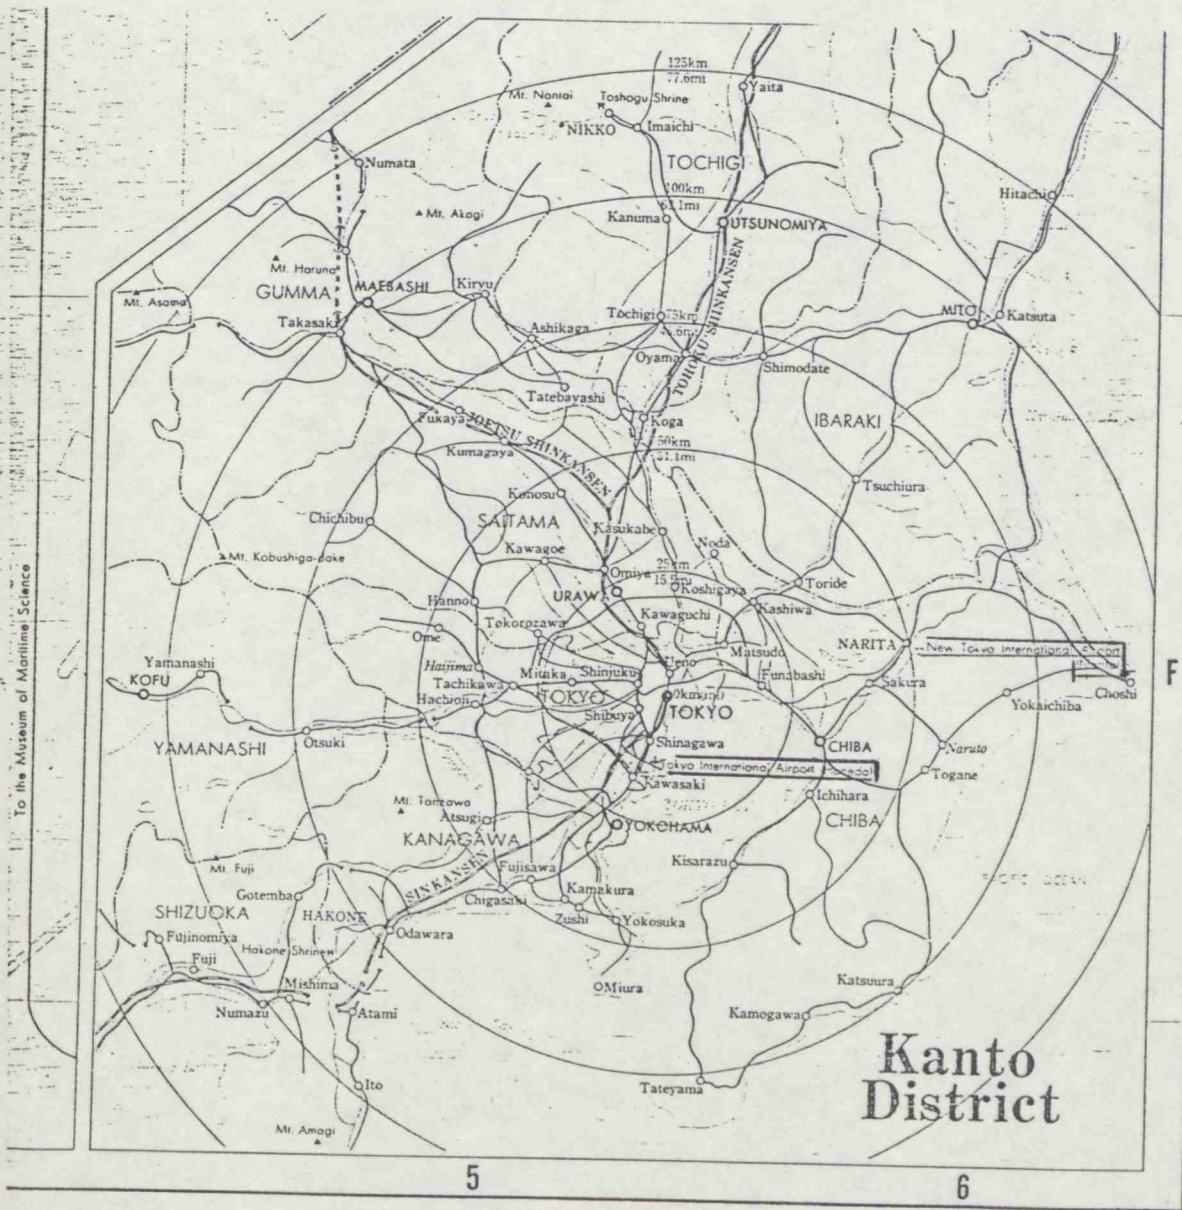 125km
77.6mi
Yaita
Mt. Nantai
Toshogu Shrine
NIKKO
Imaichi
TOCHIGI
Numata
Hitachi
100km
Mt. Akagi
Kanuma
UTSUNOMIYA
Mt. Haruna
Mt. Asama
GUMMA
MAEBASHI
Kiryu
Takasaki
Ashikaga
Tochigi
75km
TOHOKU SHINKANSEN
MITO
Katsuta
Oyama
Shimodate
Tatebayashi
Fukaya
JOETSU SHINKANSEN
Koga
IBARAKI
Kumagaya
50km
31.1mi
Konosu
Tsuchiura
Chichibu
SAITAMA
Kasukabe
Noda
Mt. Kobushiga-dake
Kawagoe
Omiya
25km
Toride
URAWA
Koshigaya
Kashiwa
Hanno
Kawaguchi
Ome
Tokorozawa
NARITA
New Tokyo International Airport
Matsudo
Ueno
Haijima
Mitaka
Shinjuku
Yamanashi
KOFU
Tachikawa
TOKYO
Funabashi
Sakura
Choshi
F
Hachioji
Shibuya
0km
TOKYO
Yokaichiba
YAMANASHI
Otsuki
Shinagawa
CHIBA
Naruto
Tokyo International Airport (Haneda)
Togane
Kawasaki
Ichihara
Mt. Tanzawa
Atsugi
YOKOHAMA
CHIBA
KANAGAWA
Mt. Fuji
SINKANSEN
Fujisawa
Kisarazu
PACIFIC OCEAN
Gotemba
Chigasaki
Kamakura
SHIZUOKA
HAKONE
Zushi
Yokosuka
Odawara
Fujinomiya
Hakone Shrine
Fuji
Mishima
Miura
Katsuura
Numazu
Atami
Kamogawa
Kanto
District
Ito
Tateyama
Mt. Amagi
5
6
To the Museum of Maritime Science